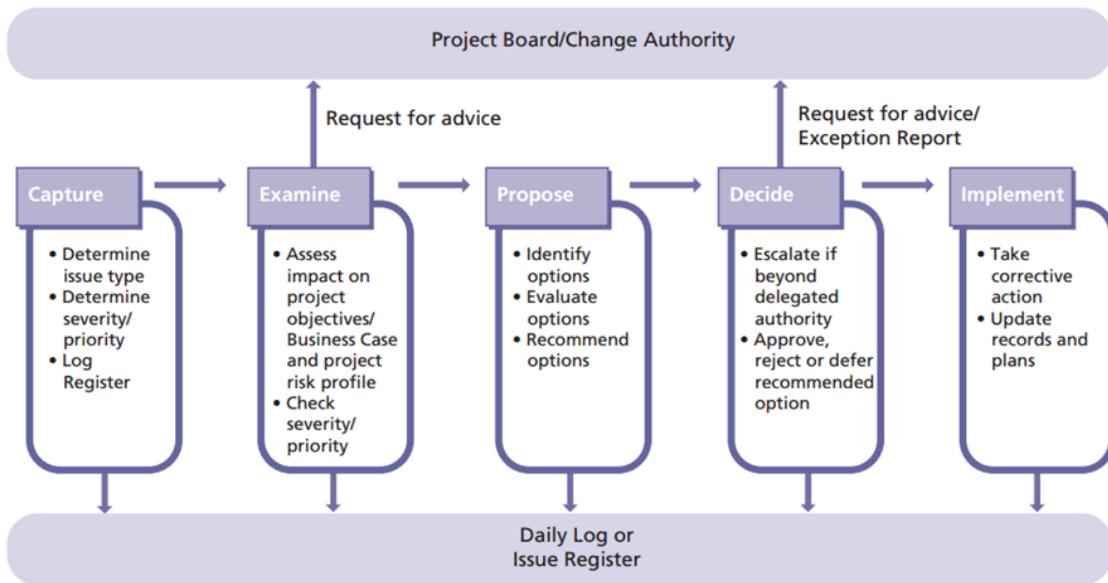 Project Board/Change Authority
Request for advice
Request for advice/
Exception Report
Capture
• Determine
issue type
• Determine
severity/
priority
• Log
Register
Examine
• Assess
impact on
project
objectives/
Business Case
and project
risk profile
• Check
severity/
priority
Propose
• Identify
options
• Evaluate
options
• Recommend
options
Decide
• Escalate if
beyond
delegated
authority
• Approve,
reject or defer
recommended
option
Implement
• Take
corrective
action
• Update
records and
plans
Daily Log or
Issue Register